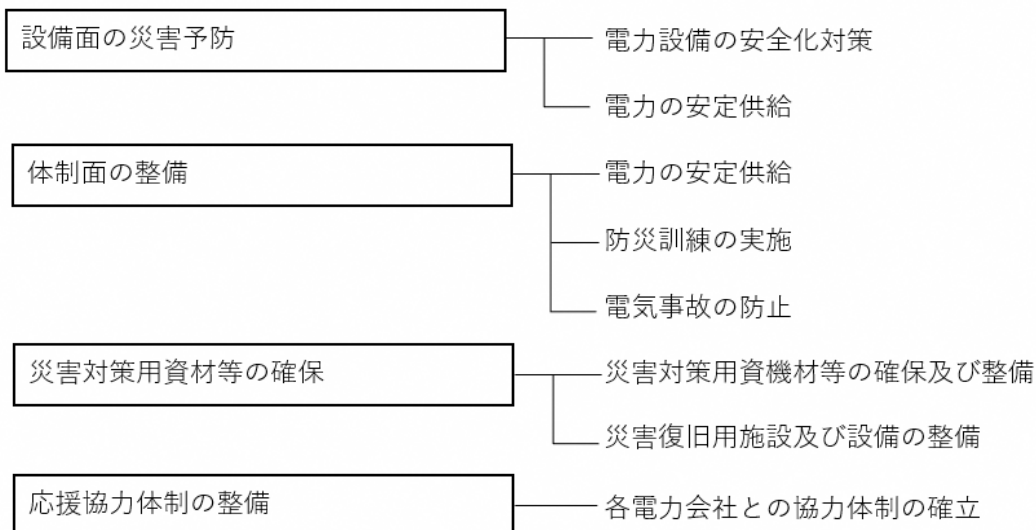 設備面の災害予防
電力設備の安全化対策
電力の安定供給
体制面の整備
電力の安定供給
防災訓練の実施
電気事故の防止
災害対策用資材等の確保
災害対策用資機材等の確保及び整備
災害復旧用施設及び設備の整備
応援協力体制の整備
各電力会社との協力体制の確立